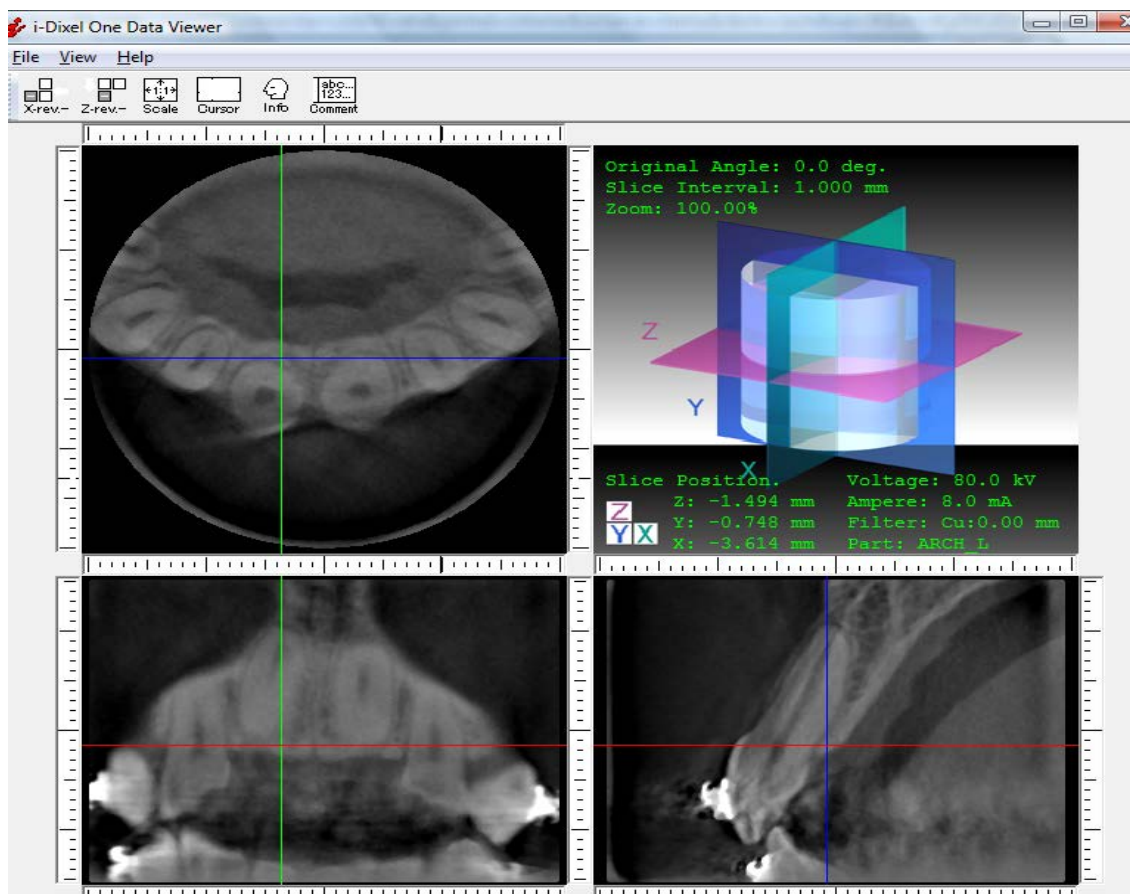 i-Dixel One Data Viewer
File View Help
X-rev.- Z-rev.- Scale Cursor Info Comment
1:1
abc...
123...
Original Angle: 0.0 deg.
Slice Interval: 1.000 mm
Zoom: 100.00%
Z
Y
X
Slice Position.
Voltage: 80.0 kV
Z: -1.494 mm
Ampere: 8.0 mA
Y: -0.748 mm
Filter: Cu:0.00 mm
X: -3.614 mm
Part: ARCH_L
Z
Y X